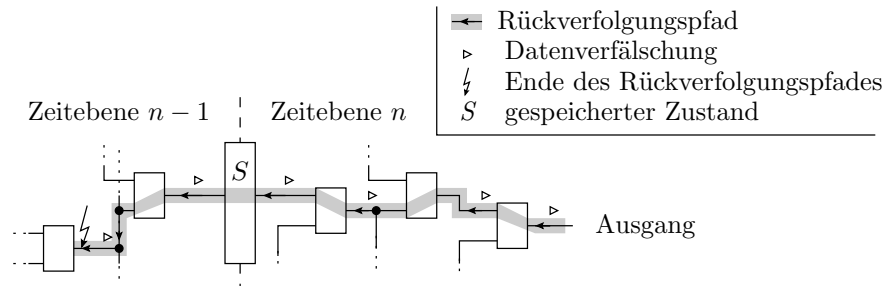 Rückverfolgungspfad
Datenverfälschung
Ende des Rückverfolgungspfades
S gespeicherter Zustand
Zeitebene n − 1
Zeitebene n
S
Ausgang